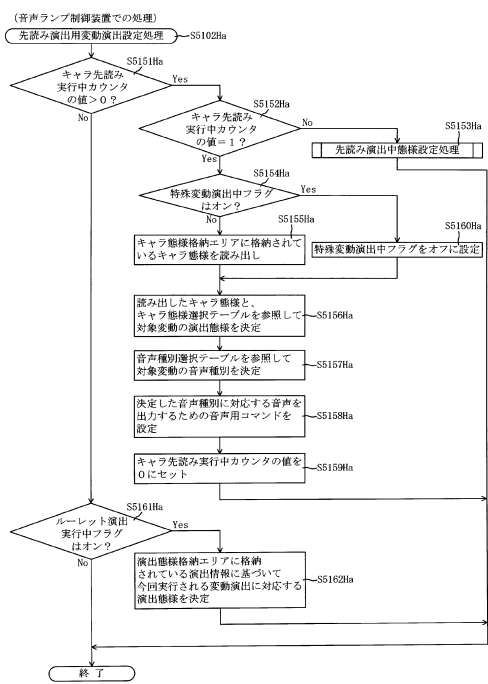 (音声ランプ制御装置での処理)
先読み演出用変動演出設定処理
S5102Ha
S5151Ha
キャラ先読み
実行中カウンタ
の値>0?
Yes
No
S5152Ha
キャラ先読み
実行中カウンタ
の値=1?
No
Yes
S5153Ha
先読み演出中態様設定処理
S5154Ha
特殊変動演出中フラグ
はオン?
Yes
No
S5155Ha
キャラ態様格納エリアに格納されて
いるキャラ態様を読み出し
S5160Ha
特殊変動演出中フラグをオフに設定
読み出したキャラ態様と、
キャラ態様選択テーブルを参照して
対象変動の演出態様を決定
S5156Ha
音声種別選択テーブルを参照して
対象変動の音声種別を決定
S5157Ha
決定した音声種別に対応する音声を
出力するための音声用コマンドを
設定
S5158Ha
キャラ先読み実行中カウンタの値を
0にセット
S5159Ha
S5161Ha
ルーレット演出
実行中フラグ
はオン?
Yes
No
演出態様格納エリアに格納
されている演出情報に基づいて
今回実行される変動演出に対応する
演出態様を決定
S5162Ha
終了